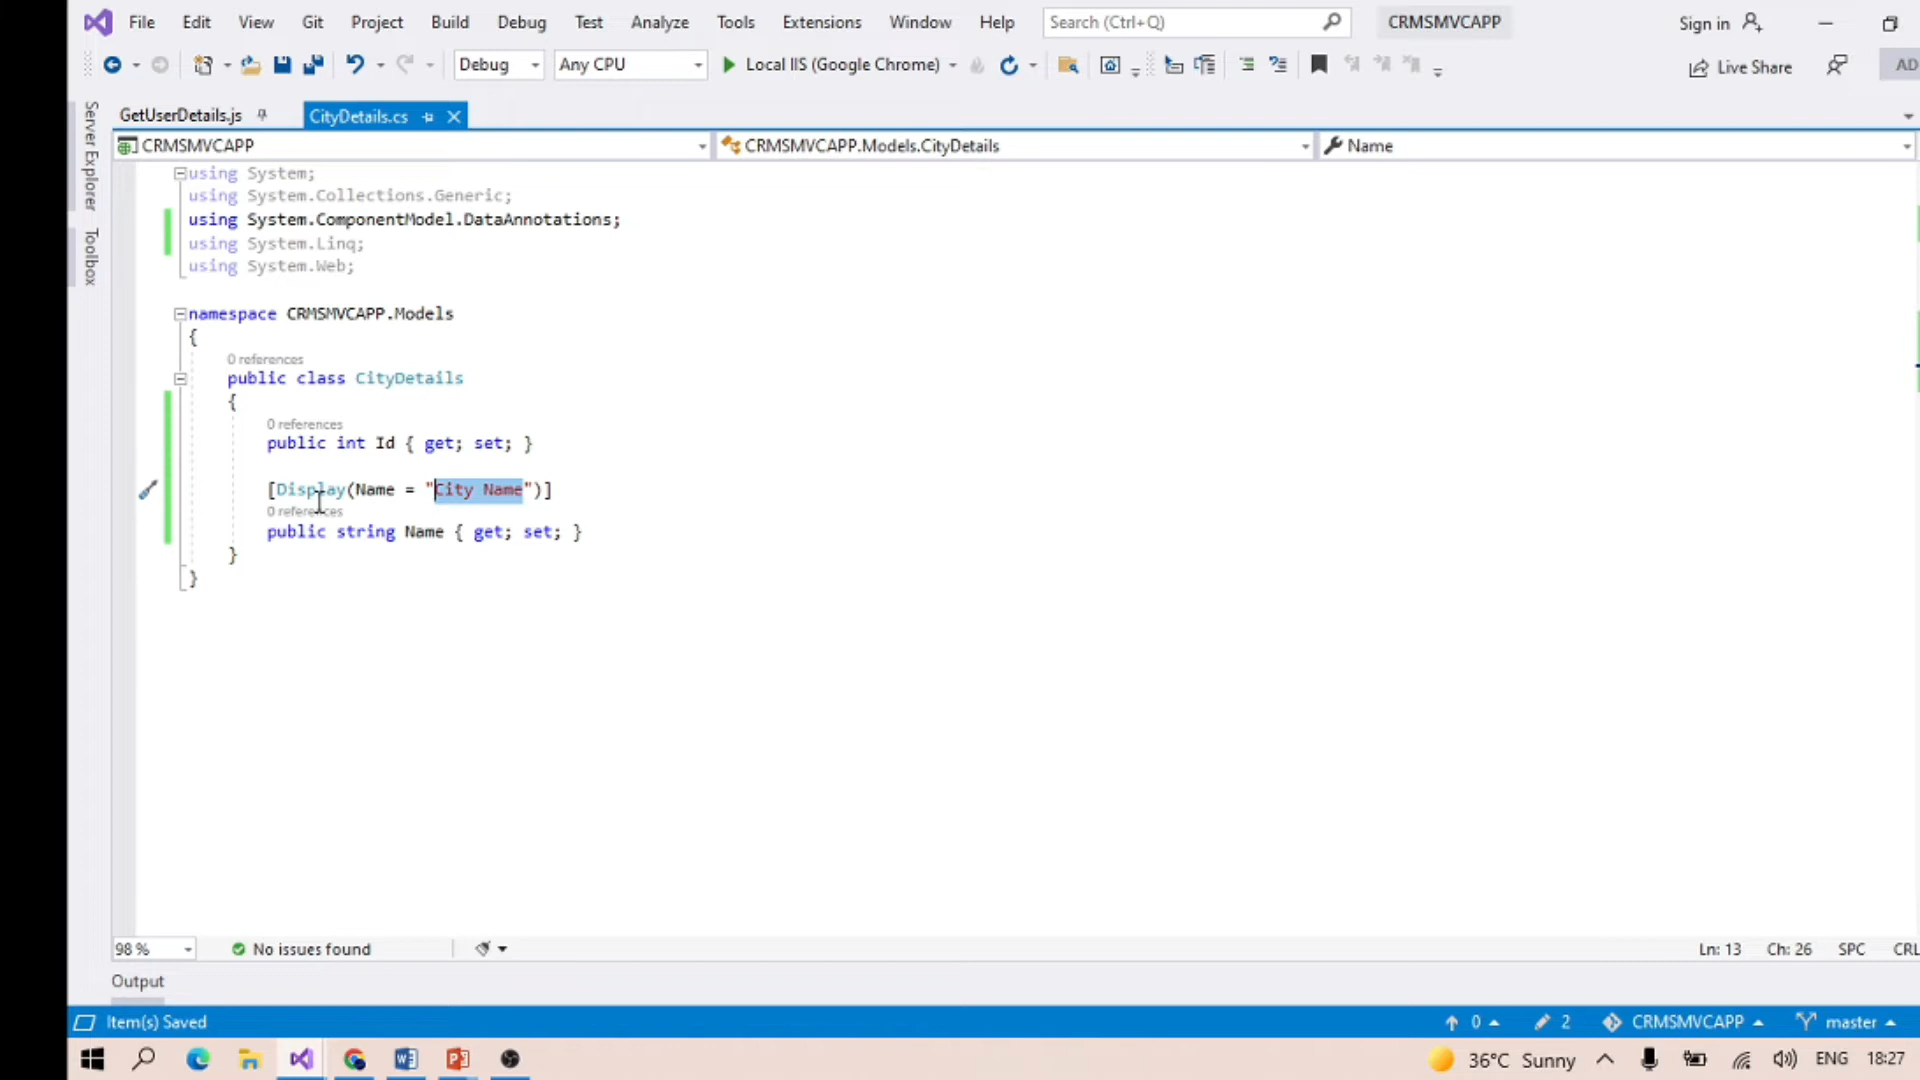 File Edit View Git Project Build Debug Test Analyze Tools Extensions Window Help Search (Ctrl+Q) CRMSMVCAPP Sign in
Debug Any CPU Local IIS (Google Chrome) Live Share AD
GetUserDetails.js CityDetails.cs
CRMSMVCAPP CRMSMVCAPP.Models.CityDetails Name
Server Explorer
Toolbox
using System;
using System.Collections.Generic;
using System.ComponentModel.DataAnnotations;
using System.Linq;
using System.Web;
namespace CRMSMVCAPP.Models
{
0 references
public class CityDetails
{
0 references
public int Id { get; set; }
[Display(Name = "City Name")]
0 references
public string Name { get; set; }
}
}
98 % No issues found Ln: 13 Ch: 26 SPC CRL
Output
Item(s) Saved 0 2 CRMSMVCAPP master
36°C Sunny ENG 18:27